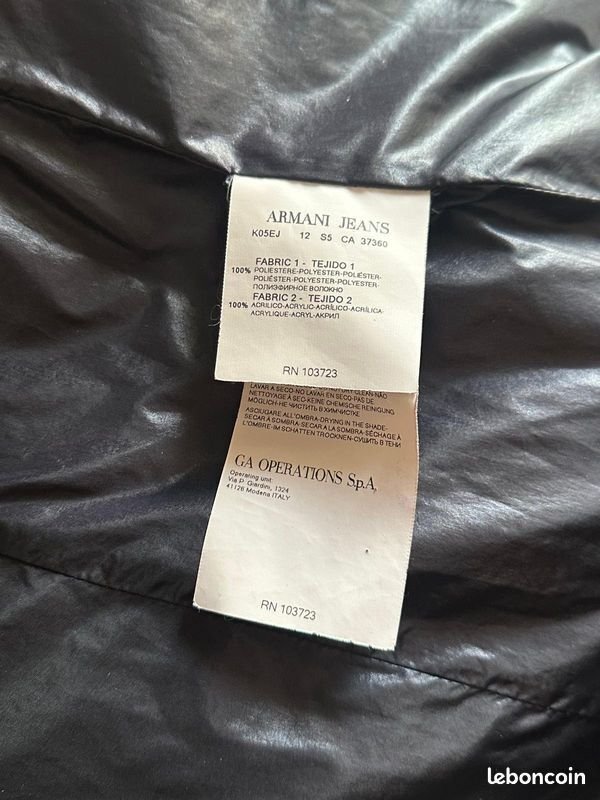 ARMANI JEANS
K05EJ 12 S5 CA 37360
FABRIC 1 - TEJIDO 1
100% POLIESTERE-POLYESTER-POLIÉSTER-
POLIÉSTER-POLYESTER-POLYESTER-
ПОЛИЭФИРНОЕ ВОЛОКНО
FABRIC 2 - TEJIDO 2
100% ACRILICO-ACRYLIC-ACRÍLICO-ACRÍLICA-
ACRYLIQUE-ACRYL-АКРИЛ
RN 103723
CLEAN-NÃO
LAVAR A SECO-NO LAVAR EN SECO-PAS DE
NETTOYAGE À SEC-KEINE CHEMISCHE REINIGUNG
MÖGLICH-НЕ ЧИСТИТЬ В ХИМЧИСТКЕ
ASCIUGARE ALL'OMBRA-DRYING IN THE SHADE-
SECAR À SOMBRA-SECAR A LA SOMBRA-SÉCHAGE À
L'OMBRE-IM SCHATTEN TROCKNEN-СУШИТЬ В ТЕНИ
GA OPERATIONS S.p.A.
Operating unit
Via P. Giardini, 1324
41126 Modena ITALY
RN 103723
leboncoin